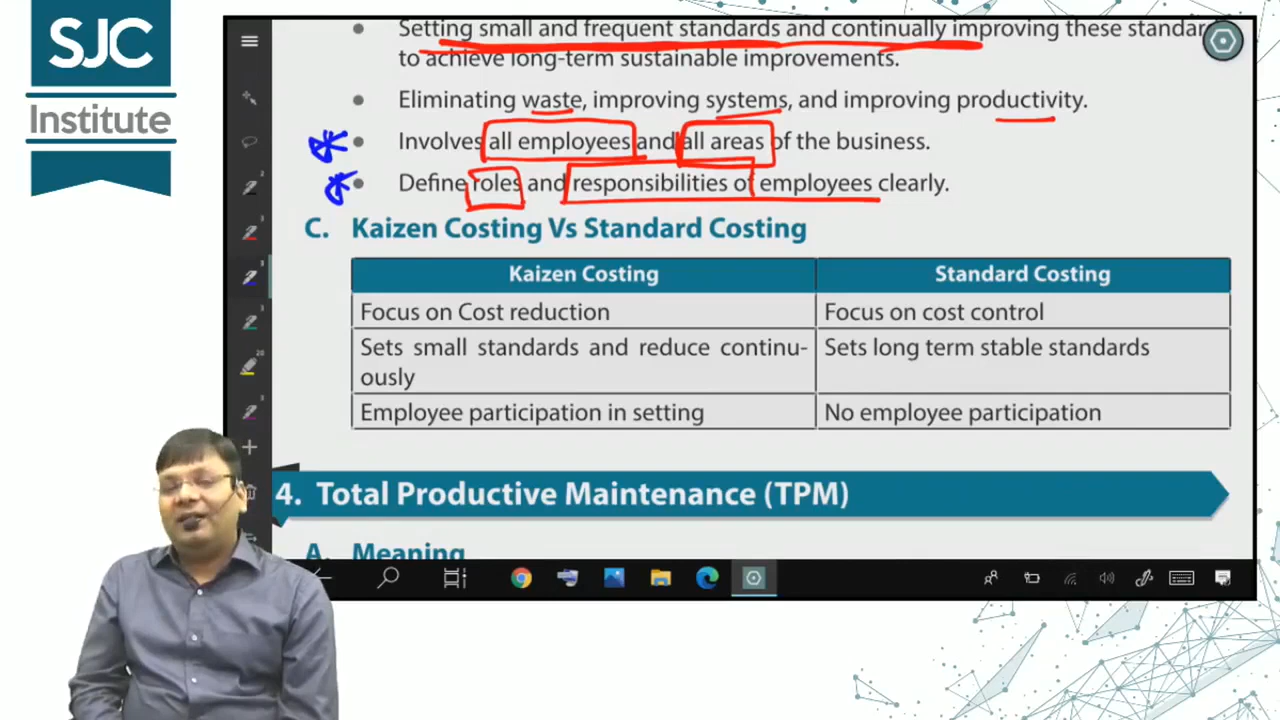 SJC
Institute
Setting small and frequent standards and continually improving these standar
to achieve long-term sustainable improvements.
Eliminating waste, improving systems, and improving productivity.
Involves all employees and all areas of the business.
Define roles and responsibilities of employees clearly.
C. Kaizen Costing Vs Standard Costing
Kaizen Costing Standard Costing
Focus on Cost reduction Focus on cost control
Sets small standards and reduce continu- Sets long term stable standards
ously
Employee participation in setting No employee participation
4. Total Productive Maintenance (TPM)
A. Meaning